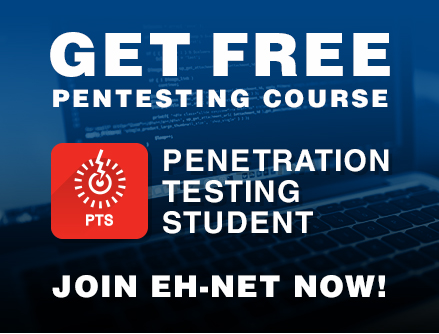 GET FREE
PENTESTING COURSE
PTS
PENETRATION
TESTING
STUDENT
JOIN EH-NET NOW!